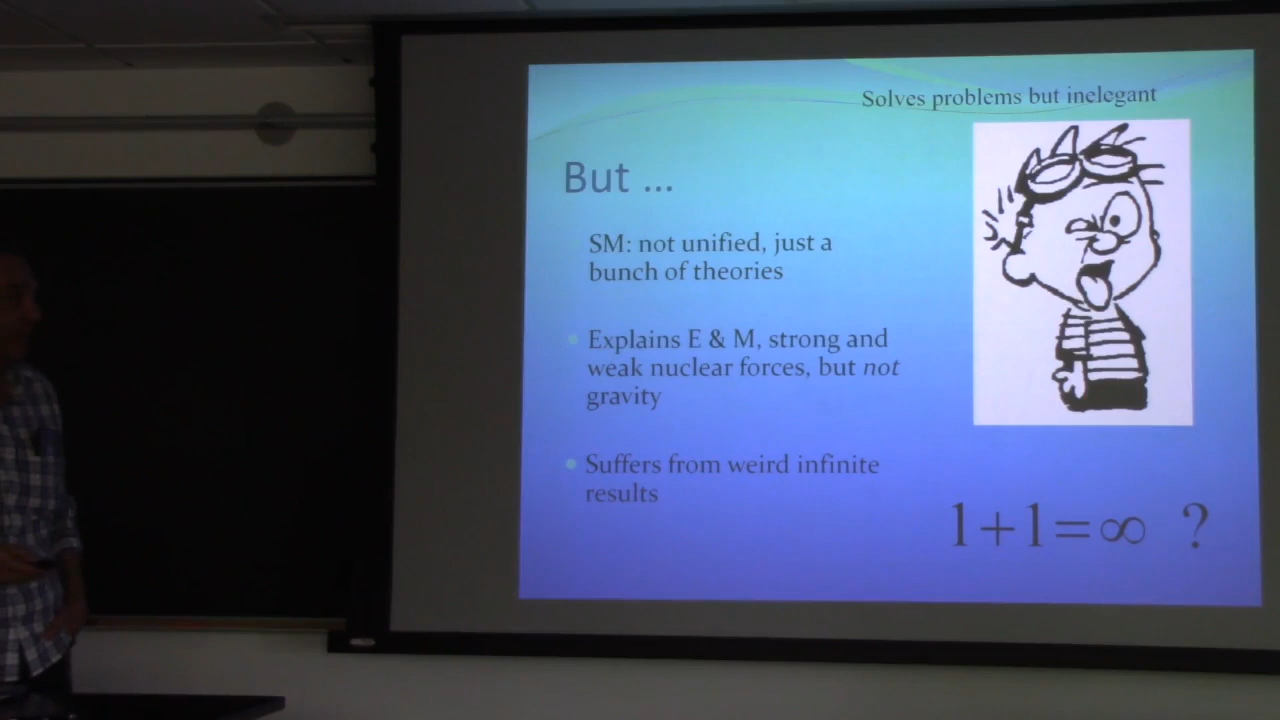 Solves problems but inelegant
But ...
SM: not unified, just a
bunch of theories
Explains E & M, strong and
weak nuclear forces, but not
gravity
Suffers from weird infinite
results
1+1=∞ ?